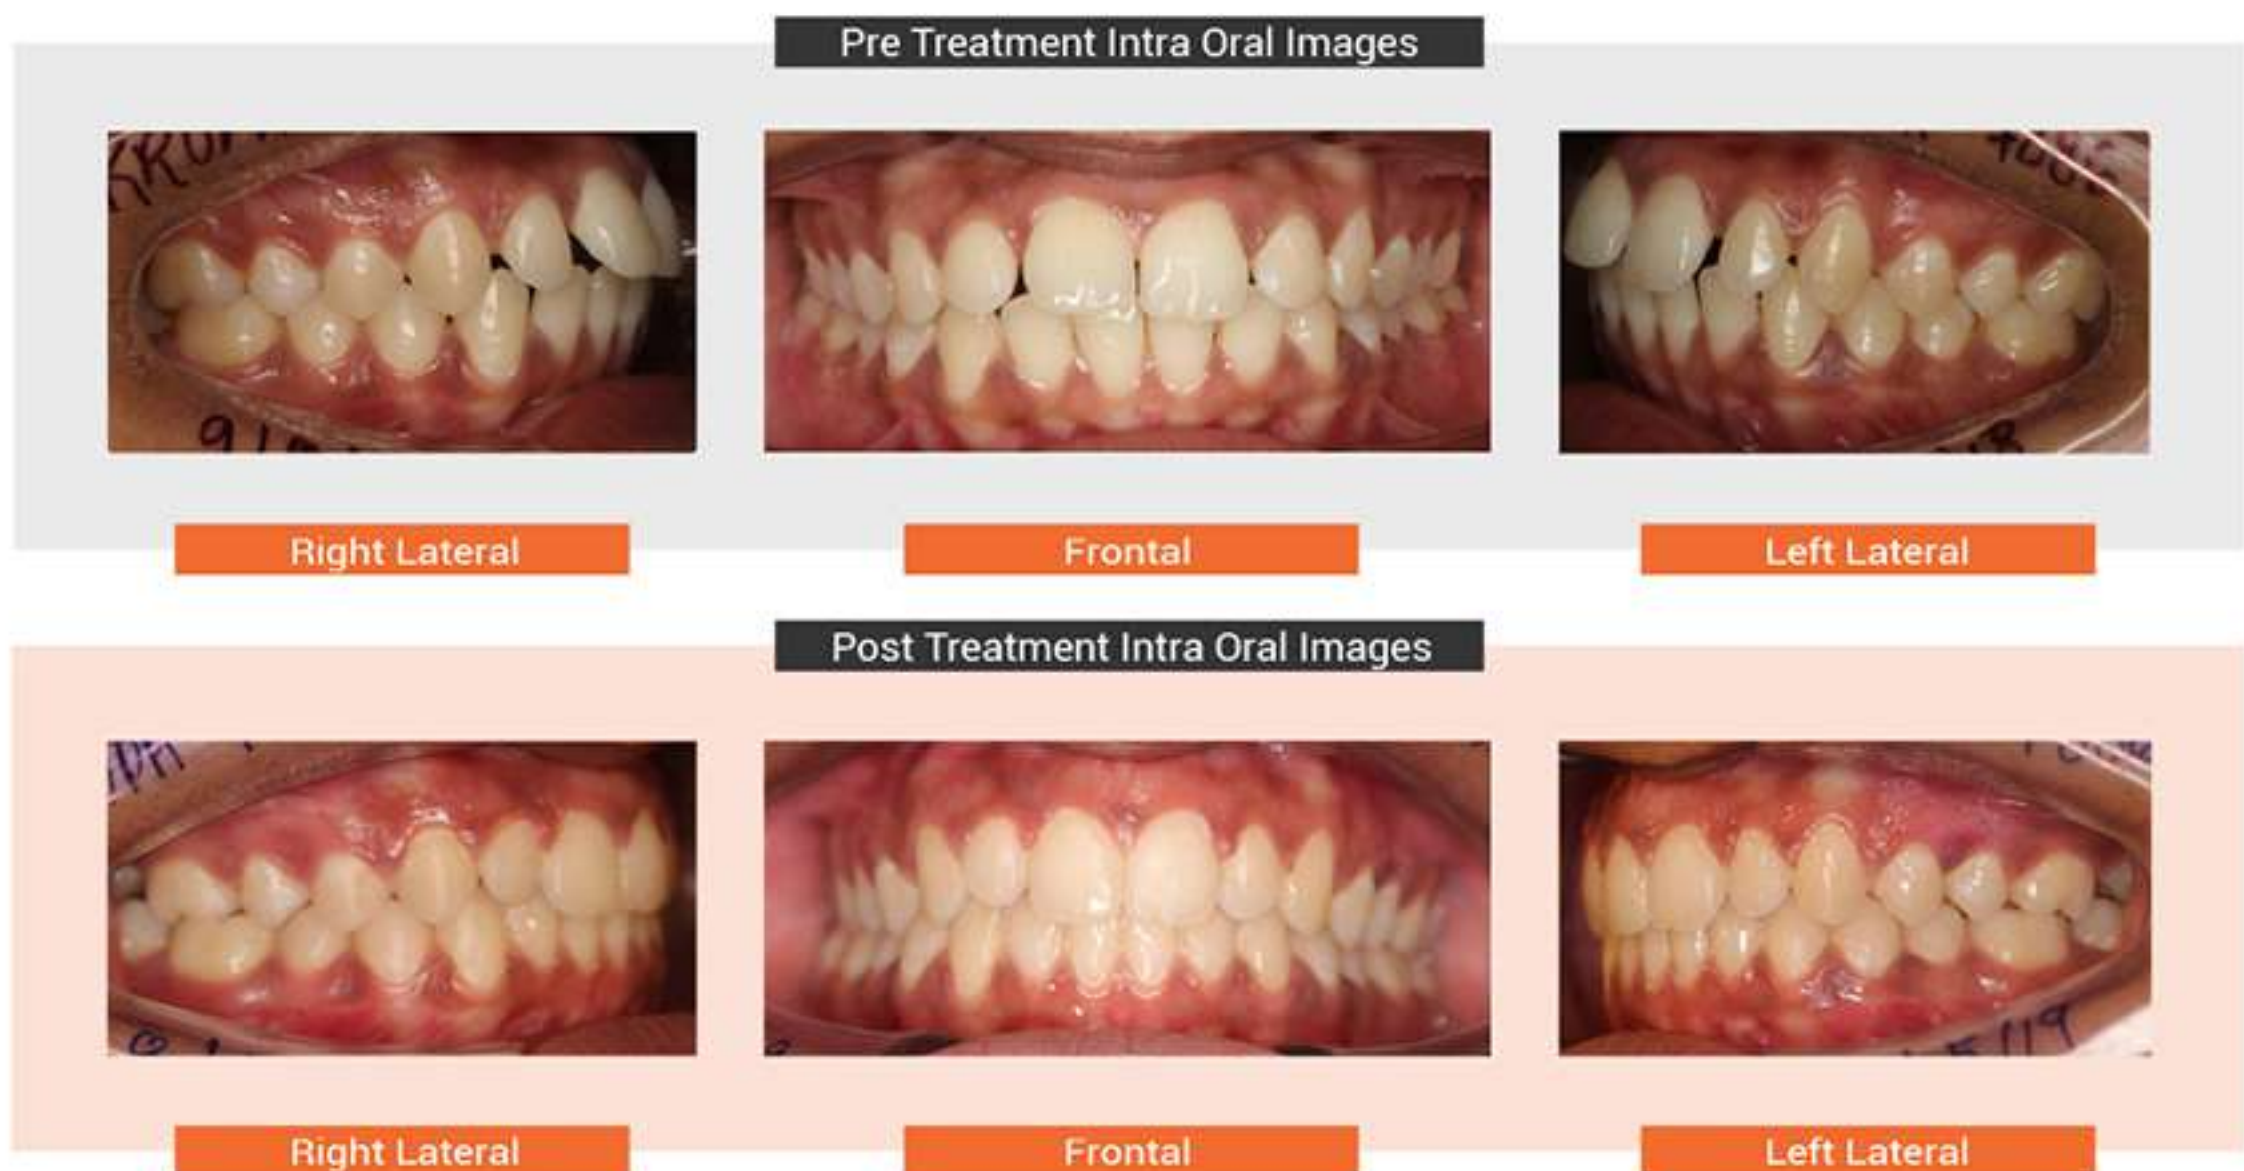 Pre Treatment Intra Oral Images
Right Lateral
Frontal
Left Lateral
Post Treatment Intra Oral Images
Right Lateral
Frontal
Left Lateral